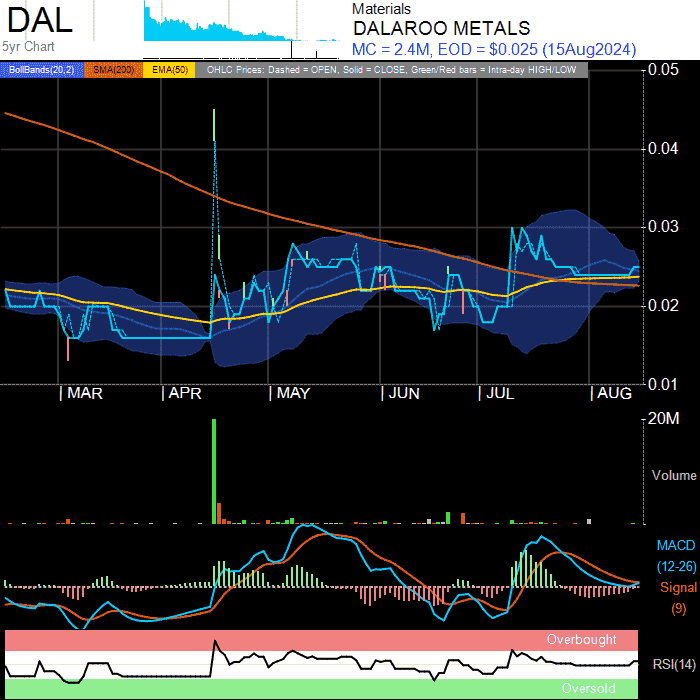 DAL
5yr Chart
Materials
DALAROO METALS
MC = 2.4M, EOD = $0.025 (15Aug2024)
BollBands(20,2) SMA(200) EMA(50) OHLC Prices: Dashed = OPEN, Solid = CLOSE, Green/Red bars = Intra-day HIGH/LOW
0.05
0.04
0.03
0.02
0.01
MAR APR MAY JUN JUL AUG
20M
Volume
MACD
(12-26)
Signal
(9)
Overbought
RSI(14)
Oversold